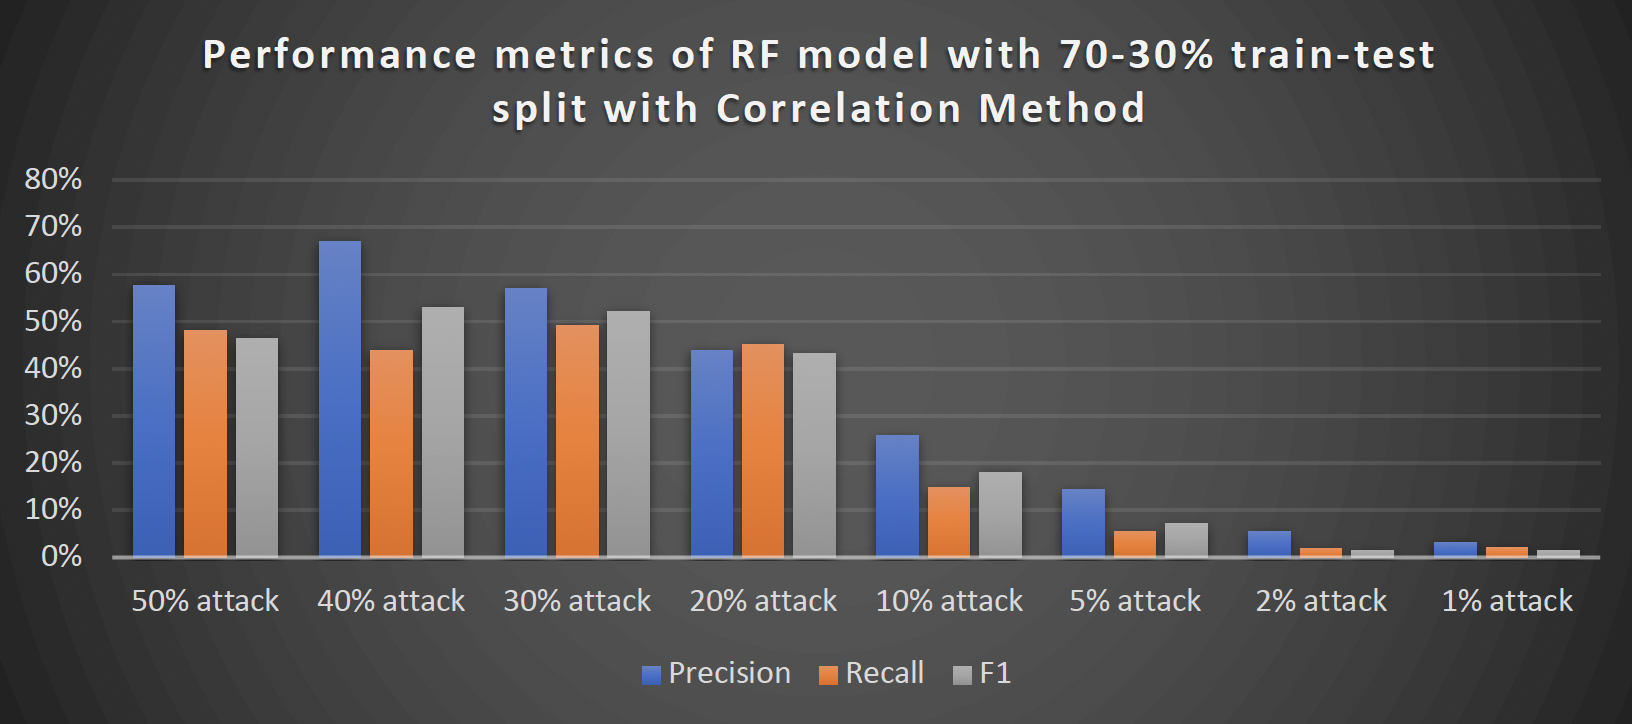 Performance metrics of RF model with 70-30% train-test
split with Correlation Method
80%
70%
60%
50%
40%
30%
20%
10%
0%
50% attack 40% attack 30% attack 20% attack 10% attack 5% attack 2% attack 1% attack
Precision Recall F1